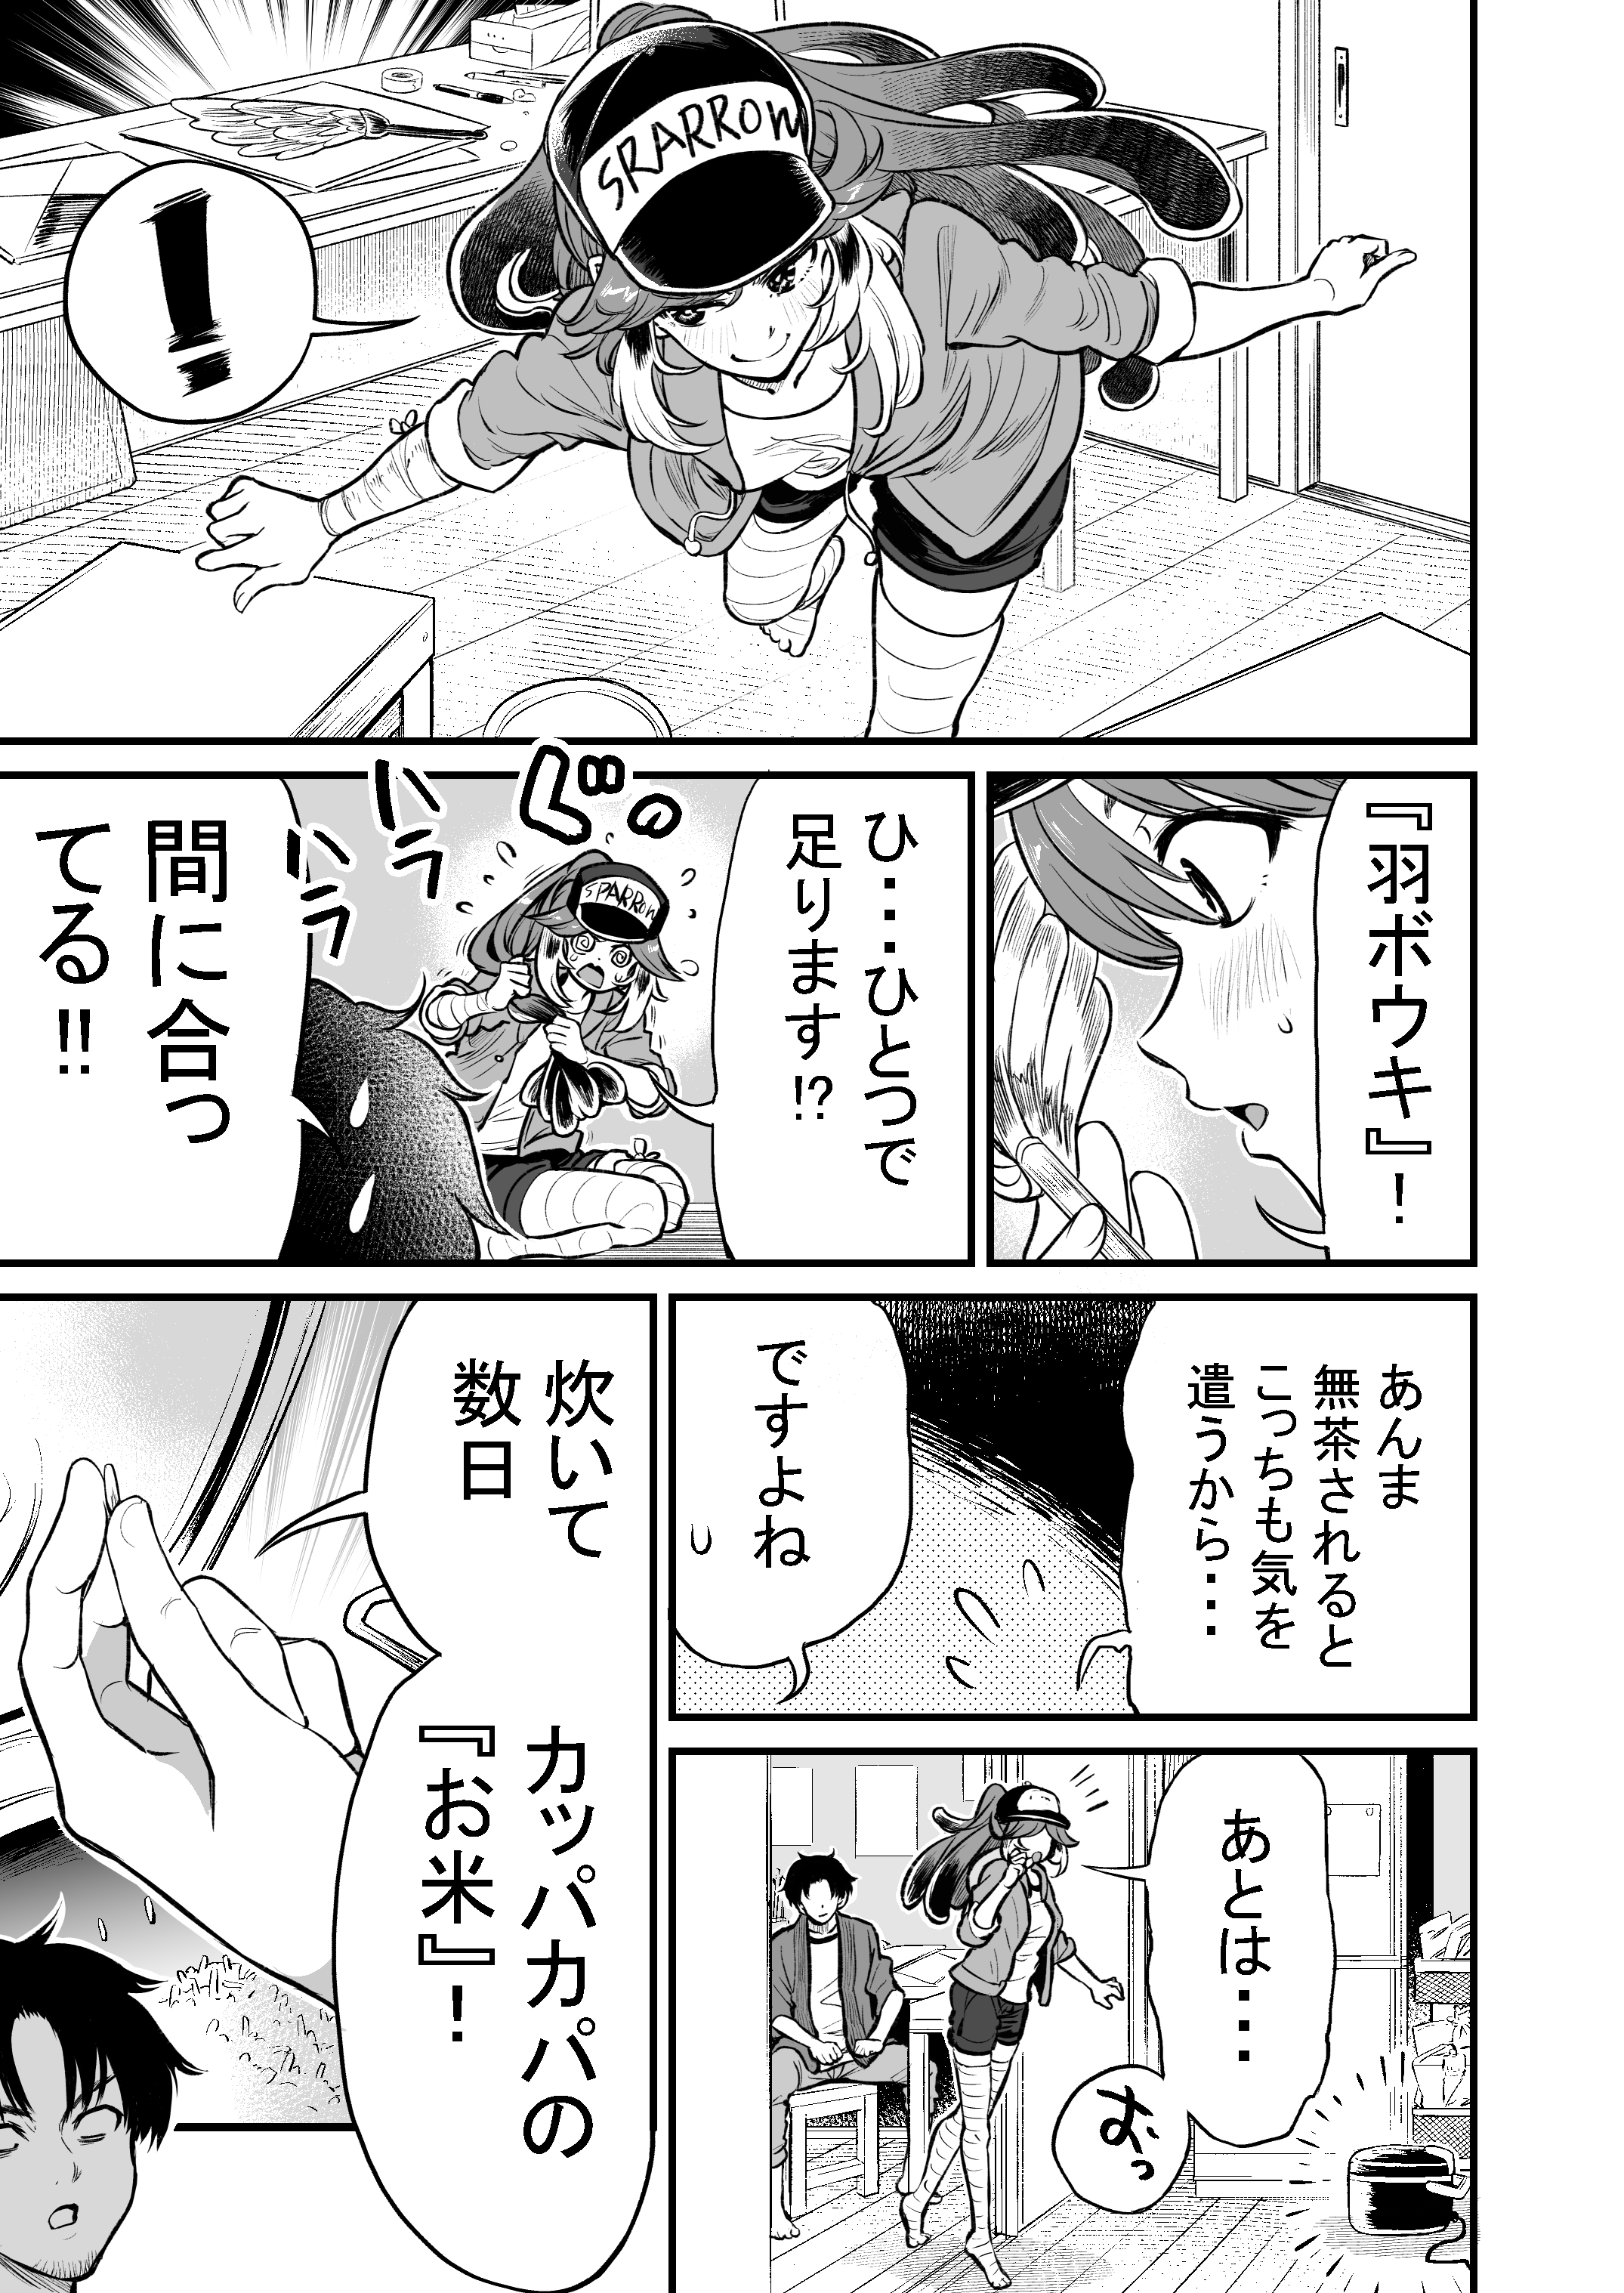 SRARROW
!
『羽ボウキ』!
ひ・・・ひとつで
足ります!?
ぐぃの
SPARROW
ハラ
ハラ
間に合っ
てる!!
あんま
無茶されると
こっちも気を
遣うから・・・
ですよね
あとは・・・
おっ
炊いて
数日
カッパカパの
『お米』!